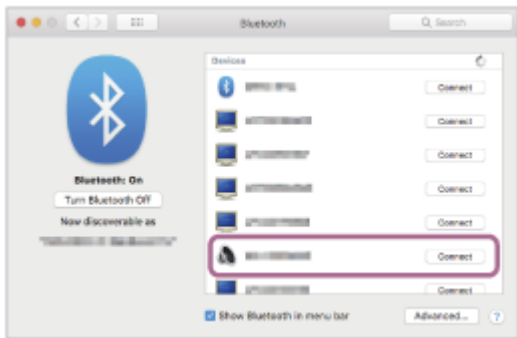 Bluetooth
Search
Devices
Connect
Connect
Connect
Connect
Connect
Connect
Connect
Bluetooth: On
Turn Bluetooth Off
Now discoverable as
Show Bluetooth in menu bar
Advanced...
?